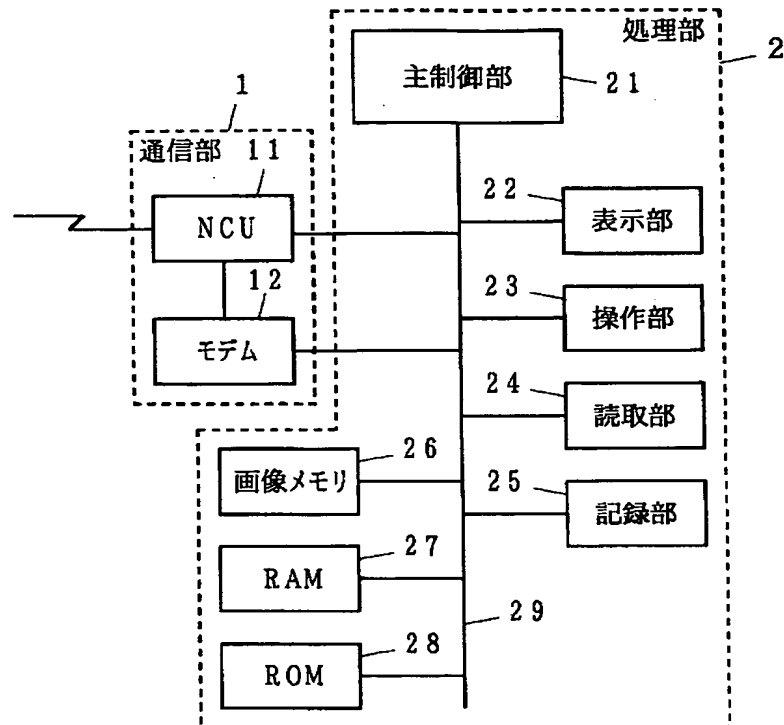 処理部
2
主制御部
21
1
通信部
11
NCU
12
モデム
22
表示部
23
操作部
24
読取部
25
記録部
26
画像メモリ
27
RAM
28
ROM
29